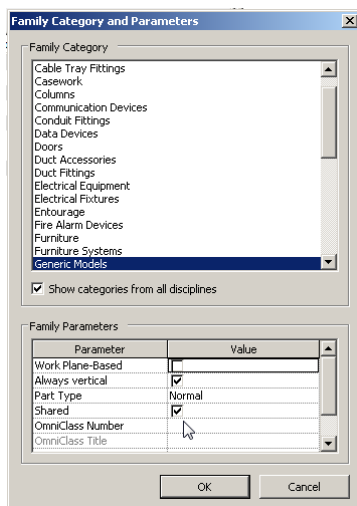 Family Category and Parameters
Family Category
Cable Tray Fittings
Casework
Columns
Communication Devices
Conduit Fittings
Data Devices
Doors
Duct Accessories
Duct Fittings
Electrical Equipment
Electrical Fixtures
Entourage
Fire Alarm Devices
Furniture
Furniture Systems
Generic Models
Show categories from all disciplines
Family Parameters
Parameter Value
Work Plane-Based
Always vertical
Part Type Normal
Shared
OmniClass Number
OmniClass Title
OK Cancel